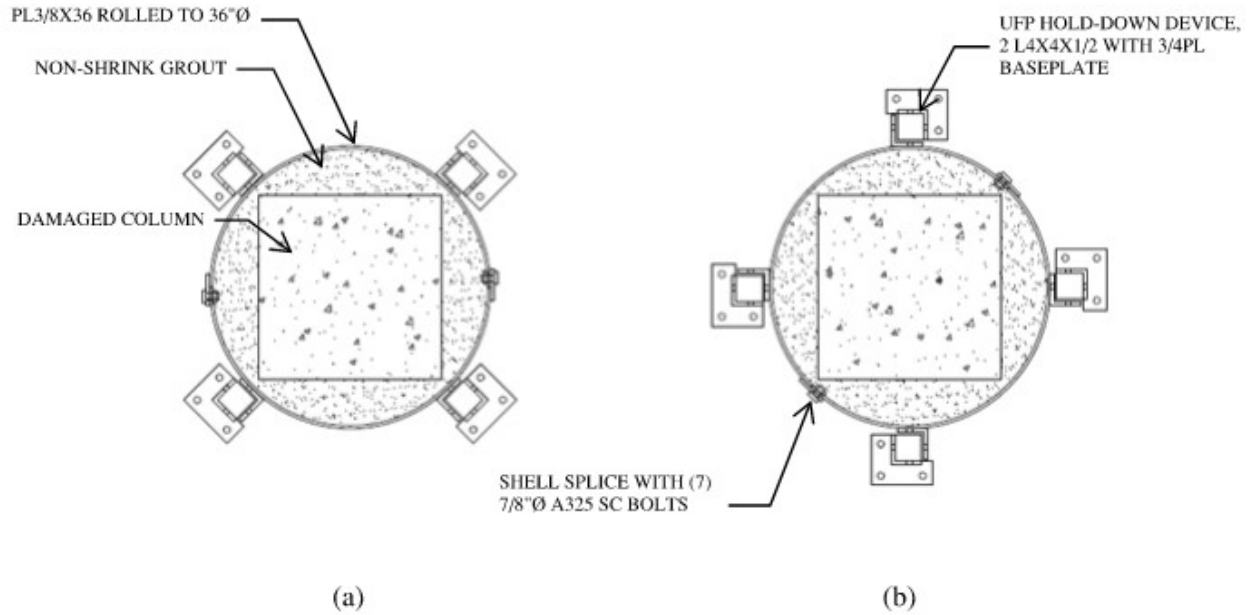 PL3/8X36 ROLLED TO 36"Ø
NON-SHRINK GROUT
DAMAGED COLUMN
UFP HOLD-DOWN DEVICE,
2 L4X4X1/2 WITH 3/4PL
BASEPLATE
SHELL SPLICE WITH (7)
7/8"Ø A325 SC BOLTS
(a)
(b)